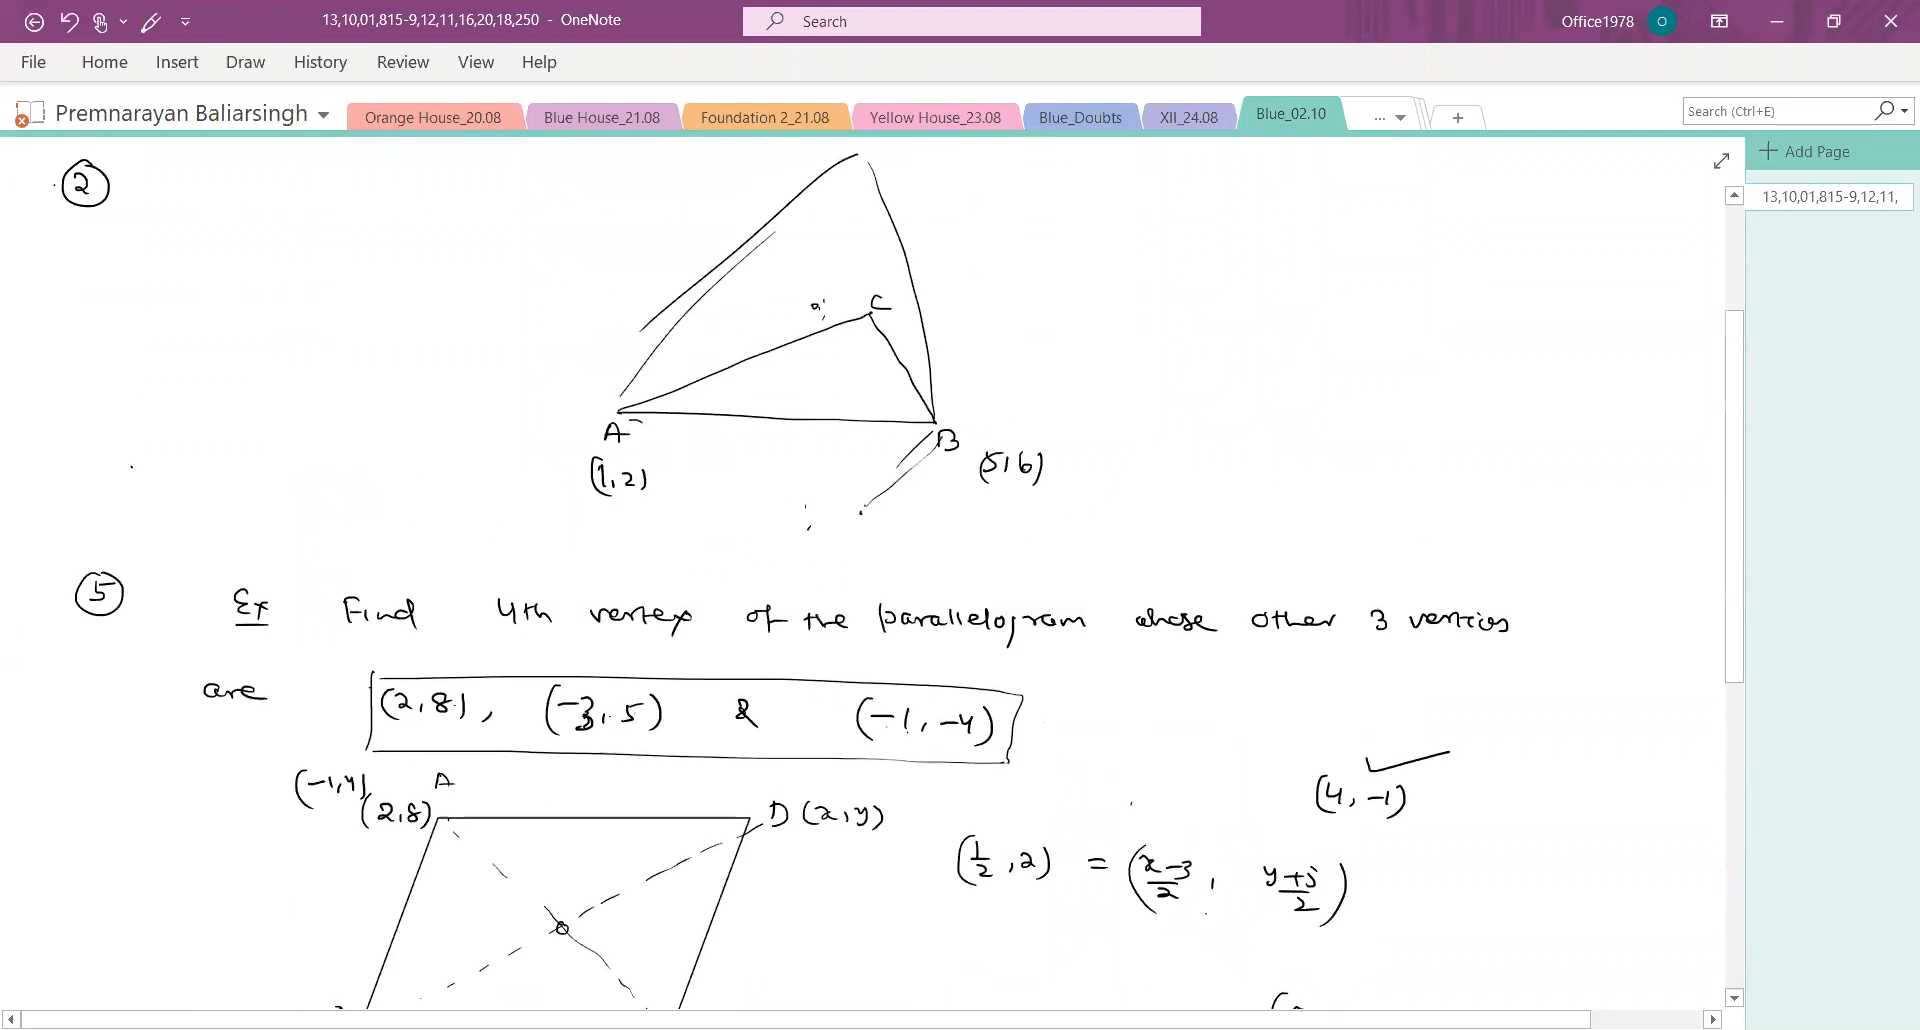 13,10,01,815-9,12,11,16,20,18,250 - OneNote
Search
Office1978
O
File Home Insert Draw History Review View Help
Premnarayan Baliarsingh
Orange House_20.08 Blue House_21.08 Foundation 2_21.08 Yellow House_23.08 Blue_Doubts XII_24.08 Blue_02.10 ...
Search (Ctrl+E)
+ Add Page
13,10,01,815-9,12,11,
2
C
A
B
(1,2)
(5,6)
5
Ex Find 4th vertex of the parallelogram whose other 3 vertices
are (2,8), (-3,5) & (-1,-4)
(-1,4) A
(4,-1)
(2,8) D (x,y)
(1/2, 2) = (x-3/2, y+5/2)